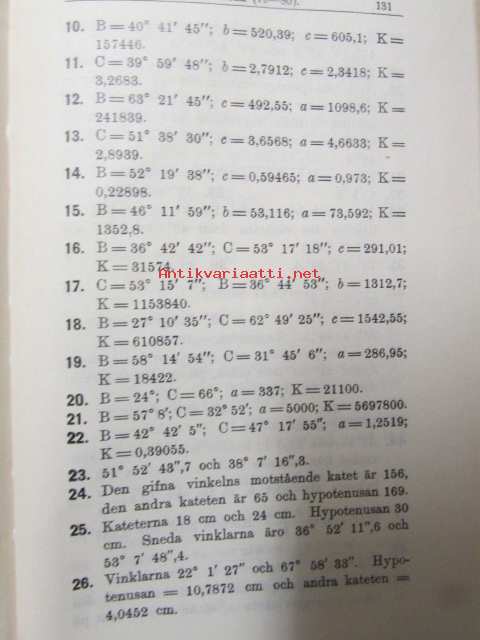 131
10. B = 40° 41′ 45″; b = 520,39; c = 605,1; K =
157446.
11. C = 39° 59′ 48″; b = 2,7912; c = 2,3418; K =
3,2683.
12. B = 63° 21′ 45″; c = 492,55; a = 1098,6; K =
241839.
13. C = 51° 38′ 30″; c = 3,6568; a = 4,6633; K =
2,8939.
14. B = 52° 19′ 38″; c = 0,59465; a = 0,973; K =
0,22898.
15. B = 46° 11′ 59″; b = 53,116; a = 73,592; K =
1352,8.
16. B = 36° 42′ 42″; C = 53° 17′ 18″; c = 291,01;
K = 31574.
Antikvariaatti.net
17. C = 53° 15′ 7″; B = 36° 44′ 53″; b = 1312,7;
K = 1153840.
18. B = 27° 10′ 35″; C = 62° 49′ 25″; c = 1542,55;
K = 610857.
19. B = 58° 14′ 54″; C = 31° 45′ 6″; a = 286,95;
K = 18422.
20. B = 24°; C = 66°; a = 337; K = 21100.
21. B = 57° 8′; C = 32° 52′; a = 5000; K = 5697800.
22. B = 42° 42′ 5″; C = 47° 17′ 55″; a = 1,2519;
K = 0,39055.
23. 51° 52′ 43″,7 och 38° 7′ 16″,3.
24. Den gifna vinkelns motstående katet är 156,
den andra kateten är 65 och hypotenusan 169.
25. Kateterna 18 cm och 24 cm. Hypotenusan 30
cm. Sneda vinklarna äro 36° 52′ 11″,6 och
53° 7′ 48″,4.
26. Vinklarna 22° 1′ 27″ och 67° 58′ 33″. Hypo-
tenusan = 10,7872 cm och andra kateten =
4,0452 cm.